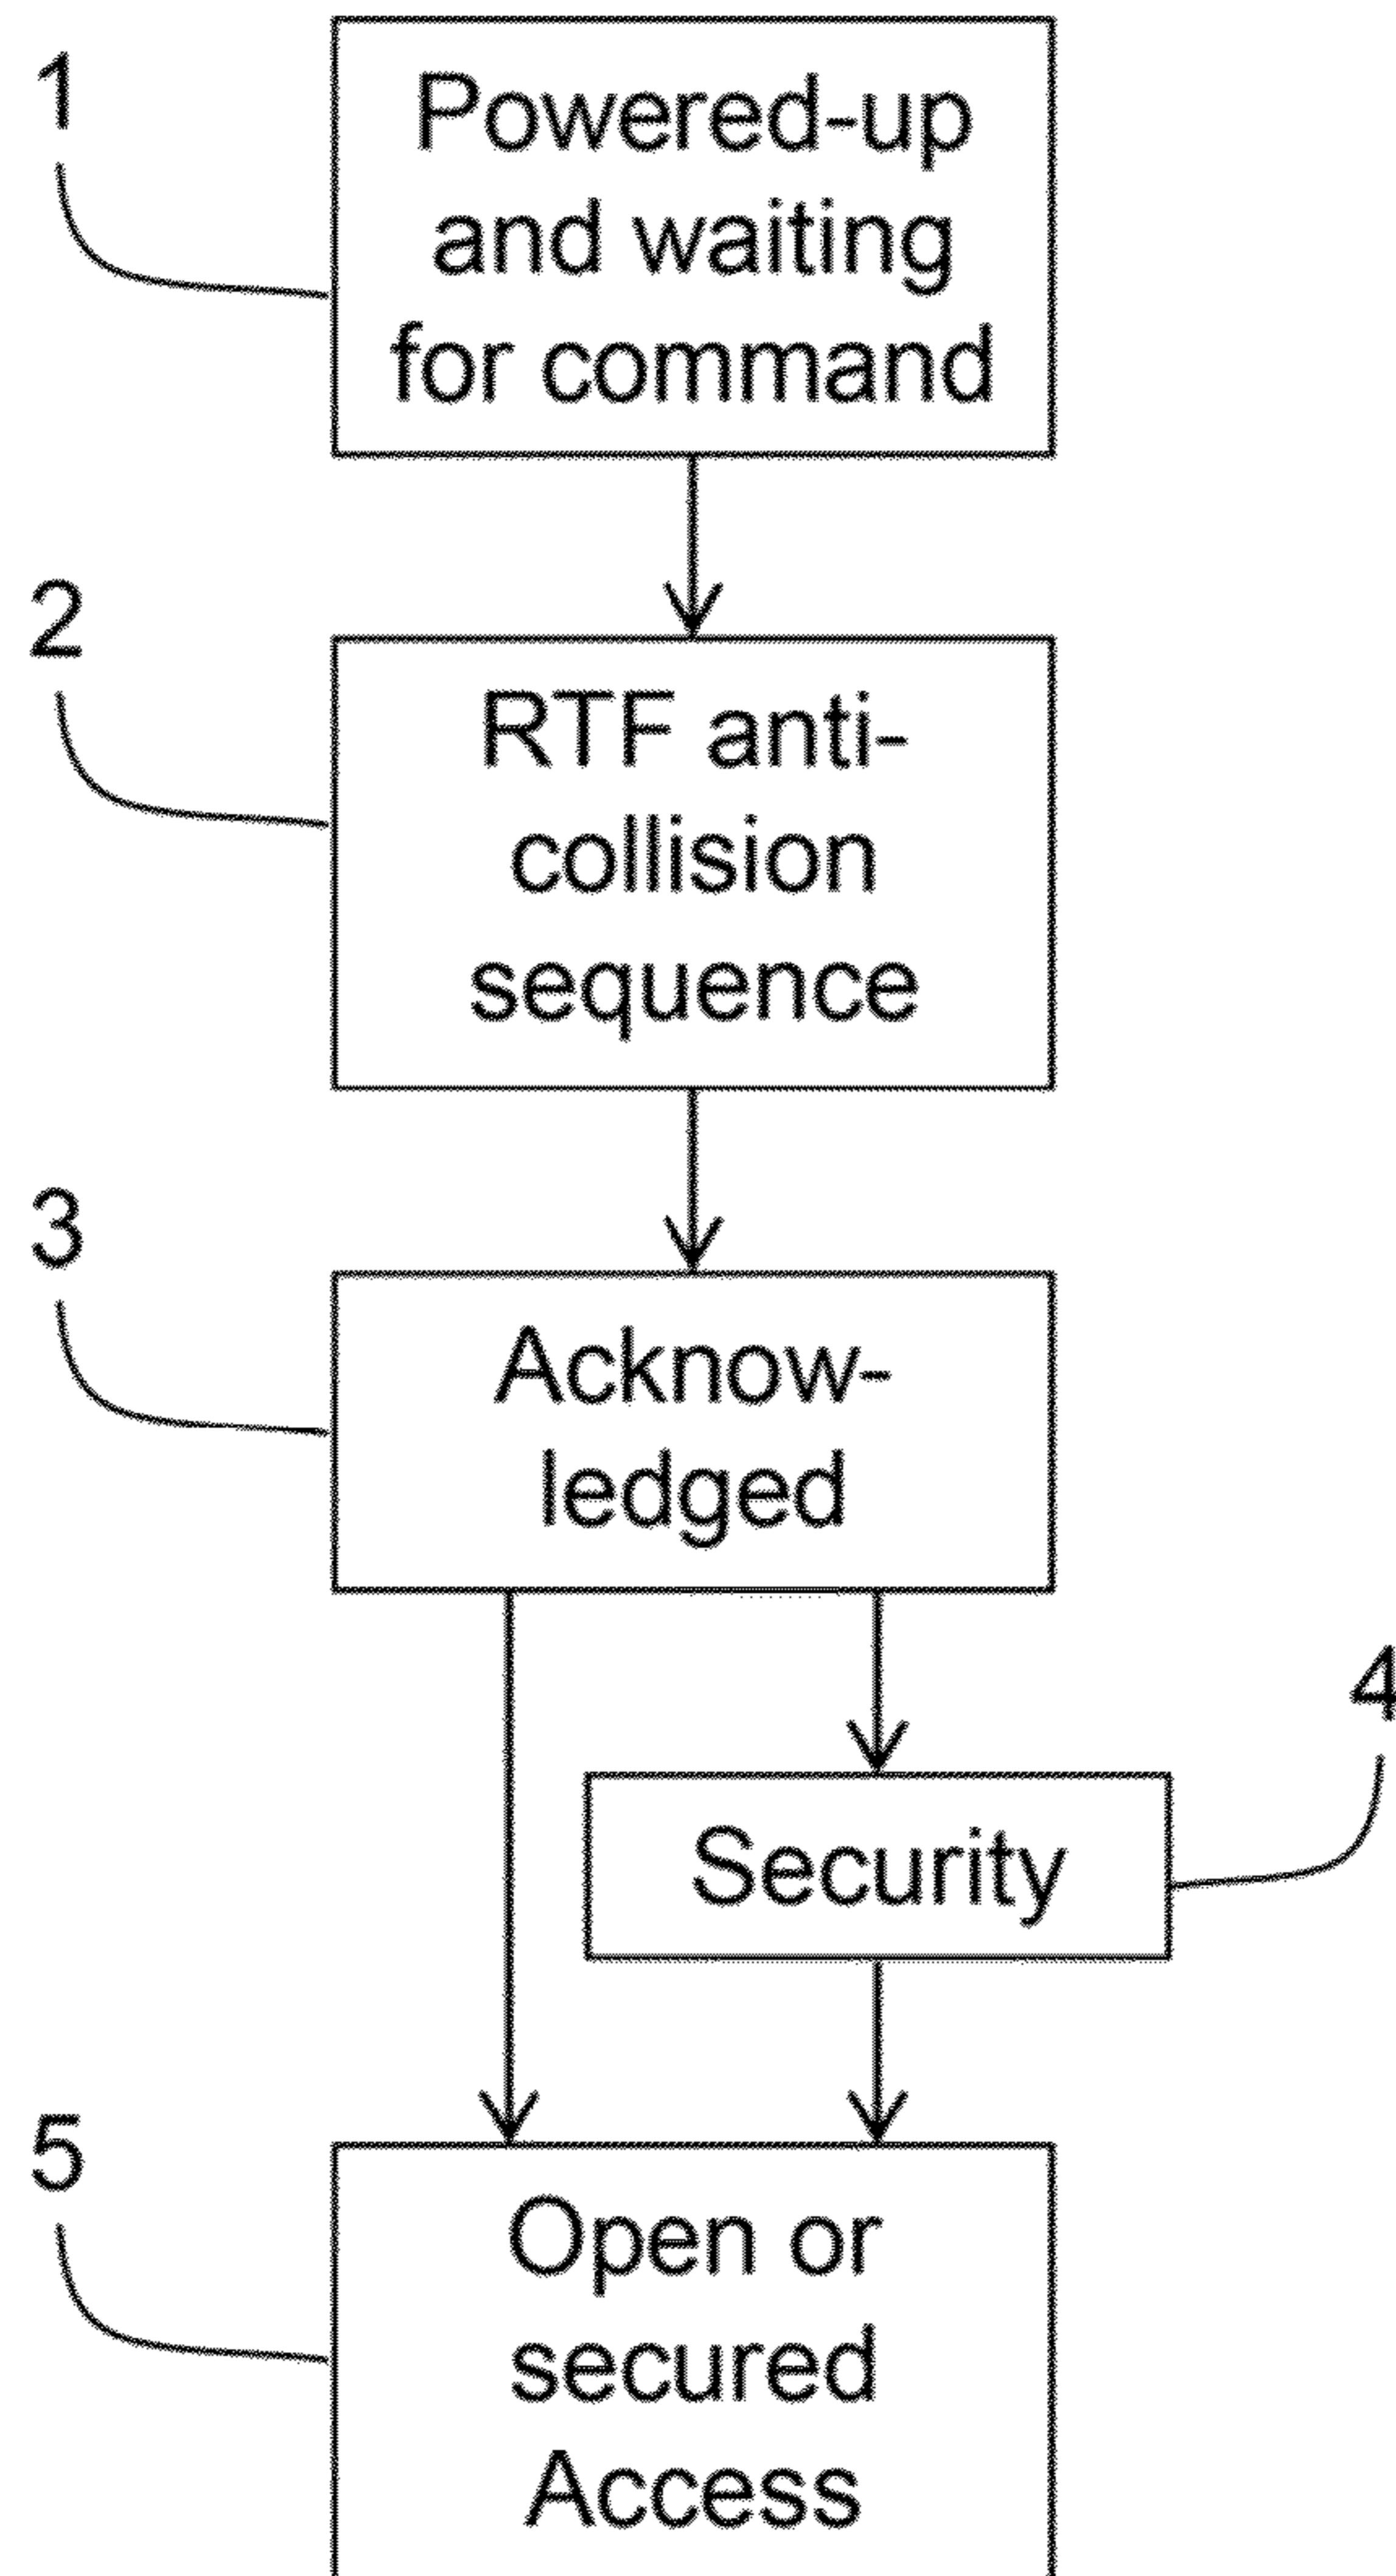 1
Powered-up
and waiting
for command
2
RTF anti-
collision
sequence
3
Acknow-
ledged
4
Security
5
Open or
secured
Access